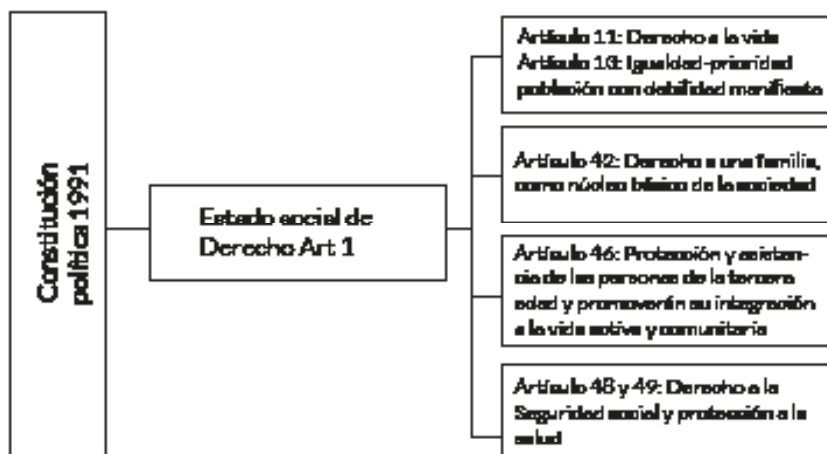 Constitución
política 1991
Estado social de
Derecho Art 1
Artículo 11: Derecho a la vida
Artículo 13: Igualdad-prioridad
población con debilidad manifiesta
Artículo 42: Derecho a una familia,
como núcleo básico de la sociedad
Artículo 46: Protección y asisten-
cia de las personas de la tercera
edad y promoverán su integración
a la vida activa y comunitaria
Artículo 48 y 49: Derecho a la
Seguridad social y protección a la
salud